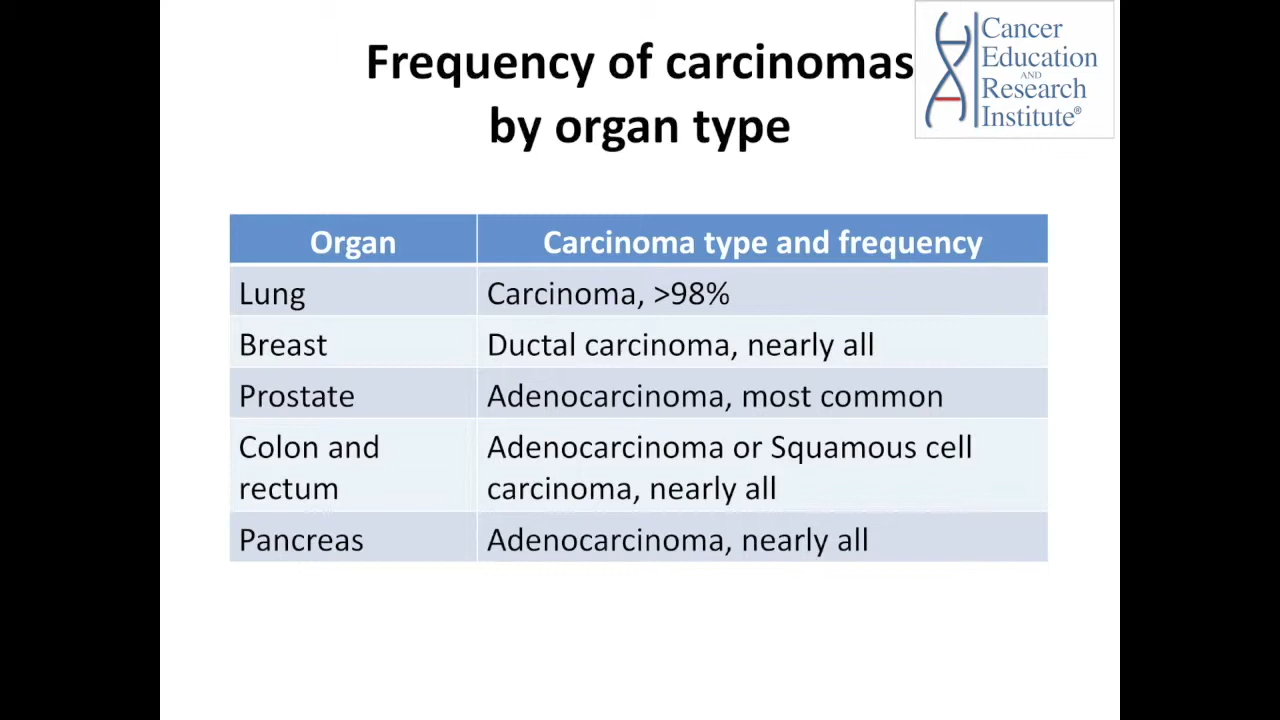 Frequency of carcinomas
by organ type
Cancer
Education
AND
Research
Institute®
Organ Carcinoma type and frequency
Lung Carcinoma, >98%
Breast Ductal carcinoma, nearly all
Prostate Adenocarcinoma, most common
Colon and Adenocarcinoma or Squamous cell
rectum carcinoma, nearly all
Pancreas Adenocarcinoma, nearly all